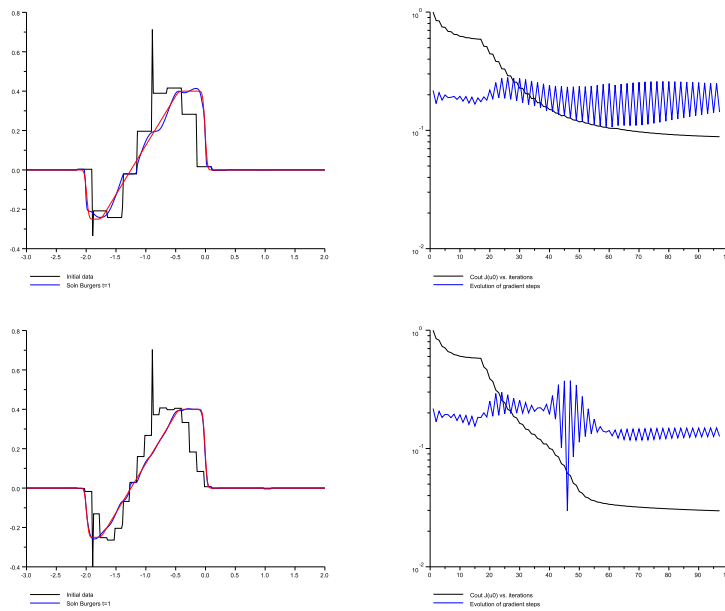 0.8
0.6
0.4
0.2
0.0
-0.2
-0.4
-3.0 -2.5 -2.0 -1.5 -1.0 -0.5 0.0 0.5 1.0 1.5 2.0
Initial data
Soln Burgers t=1
10^0
10^-1
10^-2
0 10 20 30 40 50 60 70 80 90
Cout J(u0) vs. iterations
Evolution of gradient steps
0.8
0.6
0.4
0.2
0.0
-0.2
-0.4
-3.0 -2.5 -2.0 -1.5 -1.0 -0.5 0.0 0.5 1.0 1.5 2.0
Initial data
Soln Burgers t=1
10^0
10^-1
10^-2
0 10 20 30 40 50 60 70 80 90
Cout J(u0) vs. iterations
Evolution of gradient steps